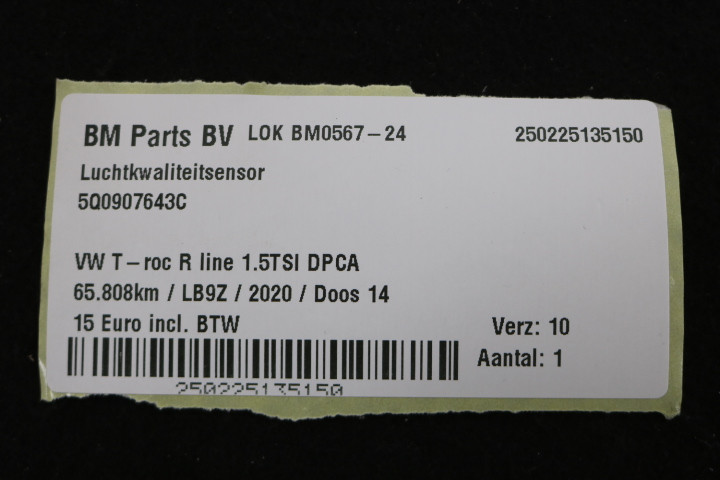 BM Parts BV LOK BM0567-24 250225135150
Luchtkwaliteitsensor
5Q0907643C
VW T-roc R line 1.5TSI DPCA
65.808km / LB9Z / 2020 / Doos 14
15 Euro incl. BTW Verz: 10
Aantal: 1
250225135150